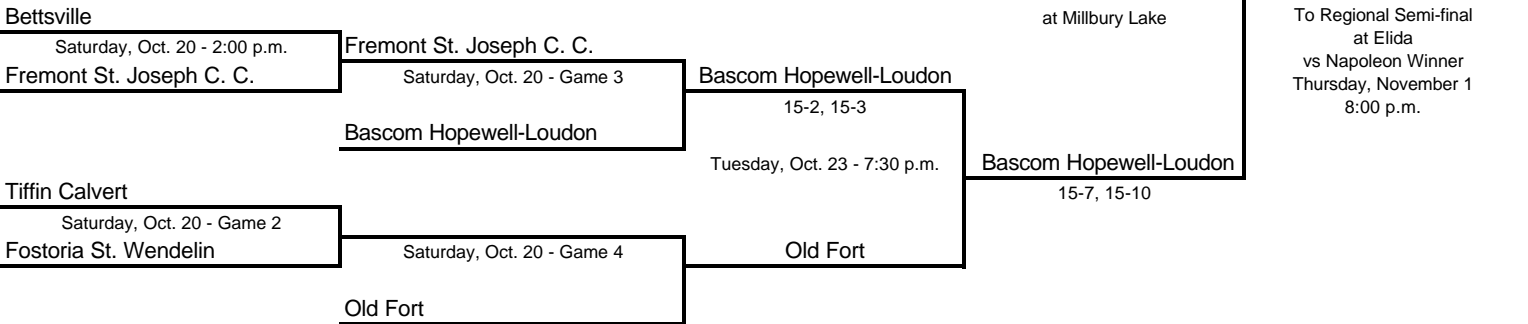 Bettsville
at Millbury Lake
To Regional Semi-final
Saturday, Oct. 20 - 2:00 p.m.
Fremont St. Joseph C. C.
at Elida
vs Napoleon Winner
Fremont St. Joseph C. C.
Saturday, Oct. 20 - Game 3
Bascom Hopewell-Loudon
Thursday, November 1
15-2, 15-3
8:00 p.m.
Bascom Hopewell-Loudon
Tuesday, Oct. 23 - 7:30 p.m.
Bascom Hopewell-Loudon
Tiffin Calvert
15-7, 15-10
Saturday, Oct. 20 - Game 2
Fostoria St. Wendelin
Saturday, Oct. 20 - Game 4
Old Fort
Old Fort